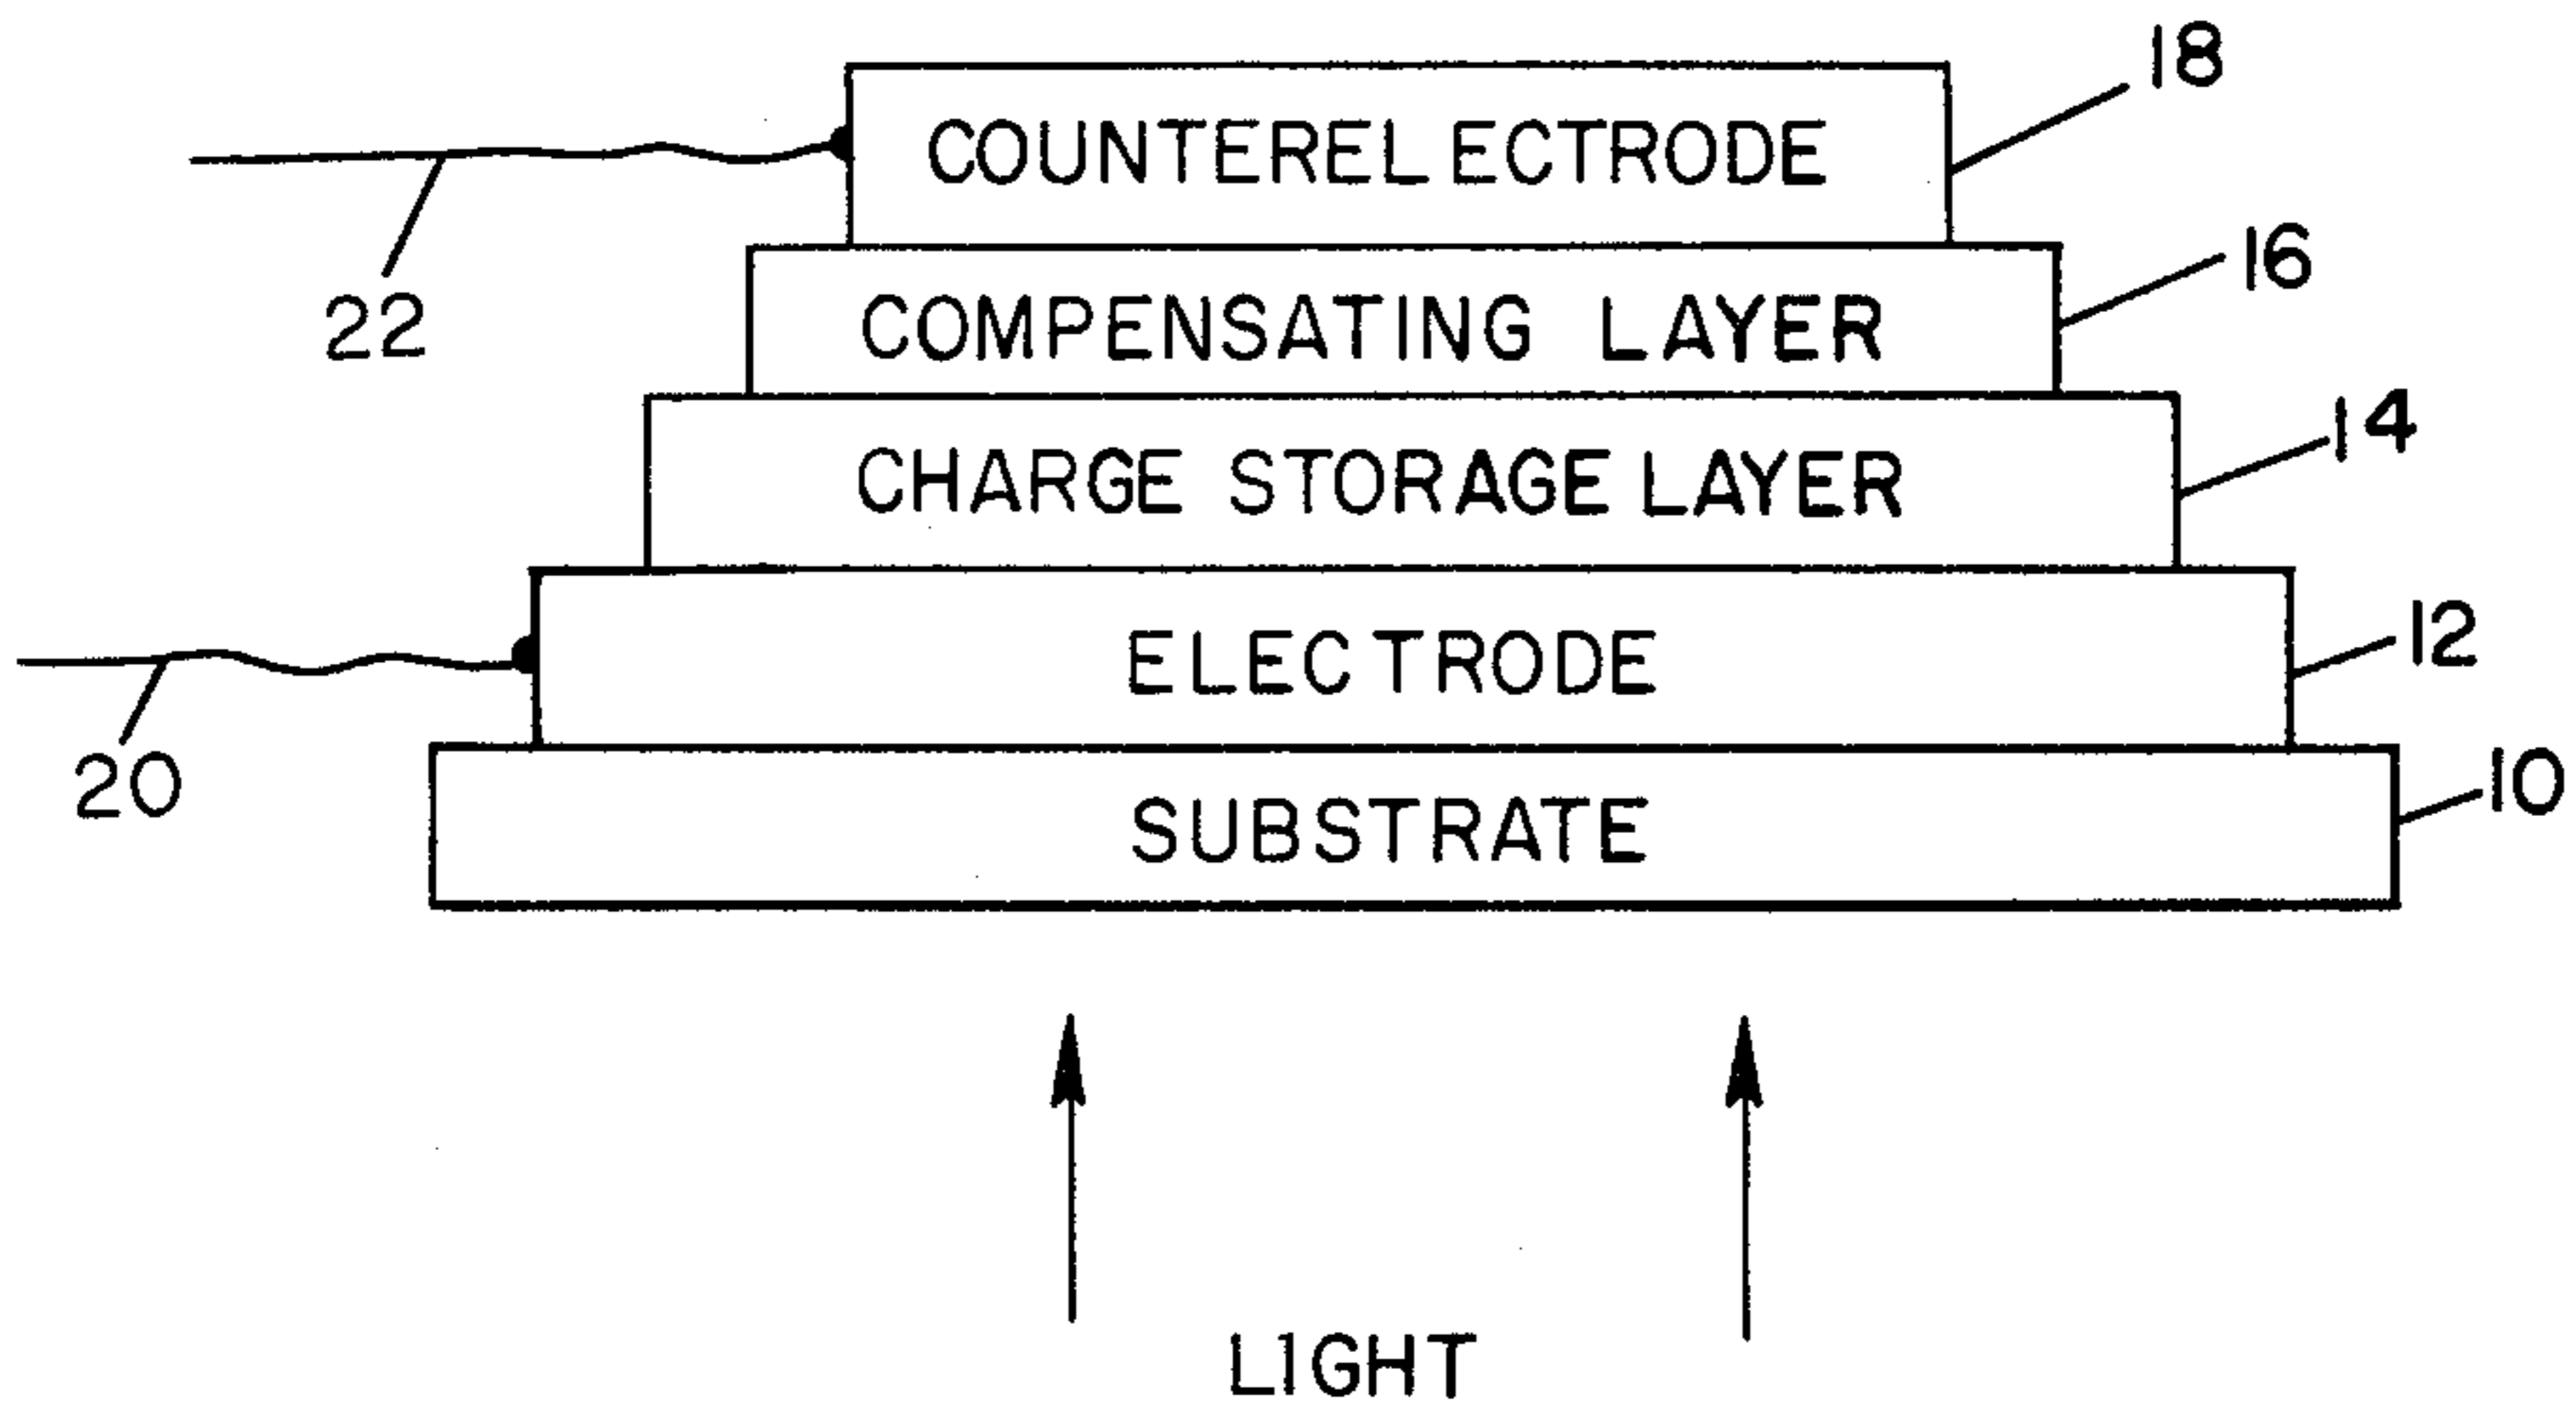 18
COUNTERELECTRODE
16
22
COMPENSATING LAYER
14
CHARGE STORAGE LAYER
12
ELECTRODE
20
10
SUBSTRATE
LIGHT